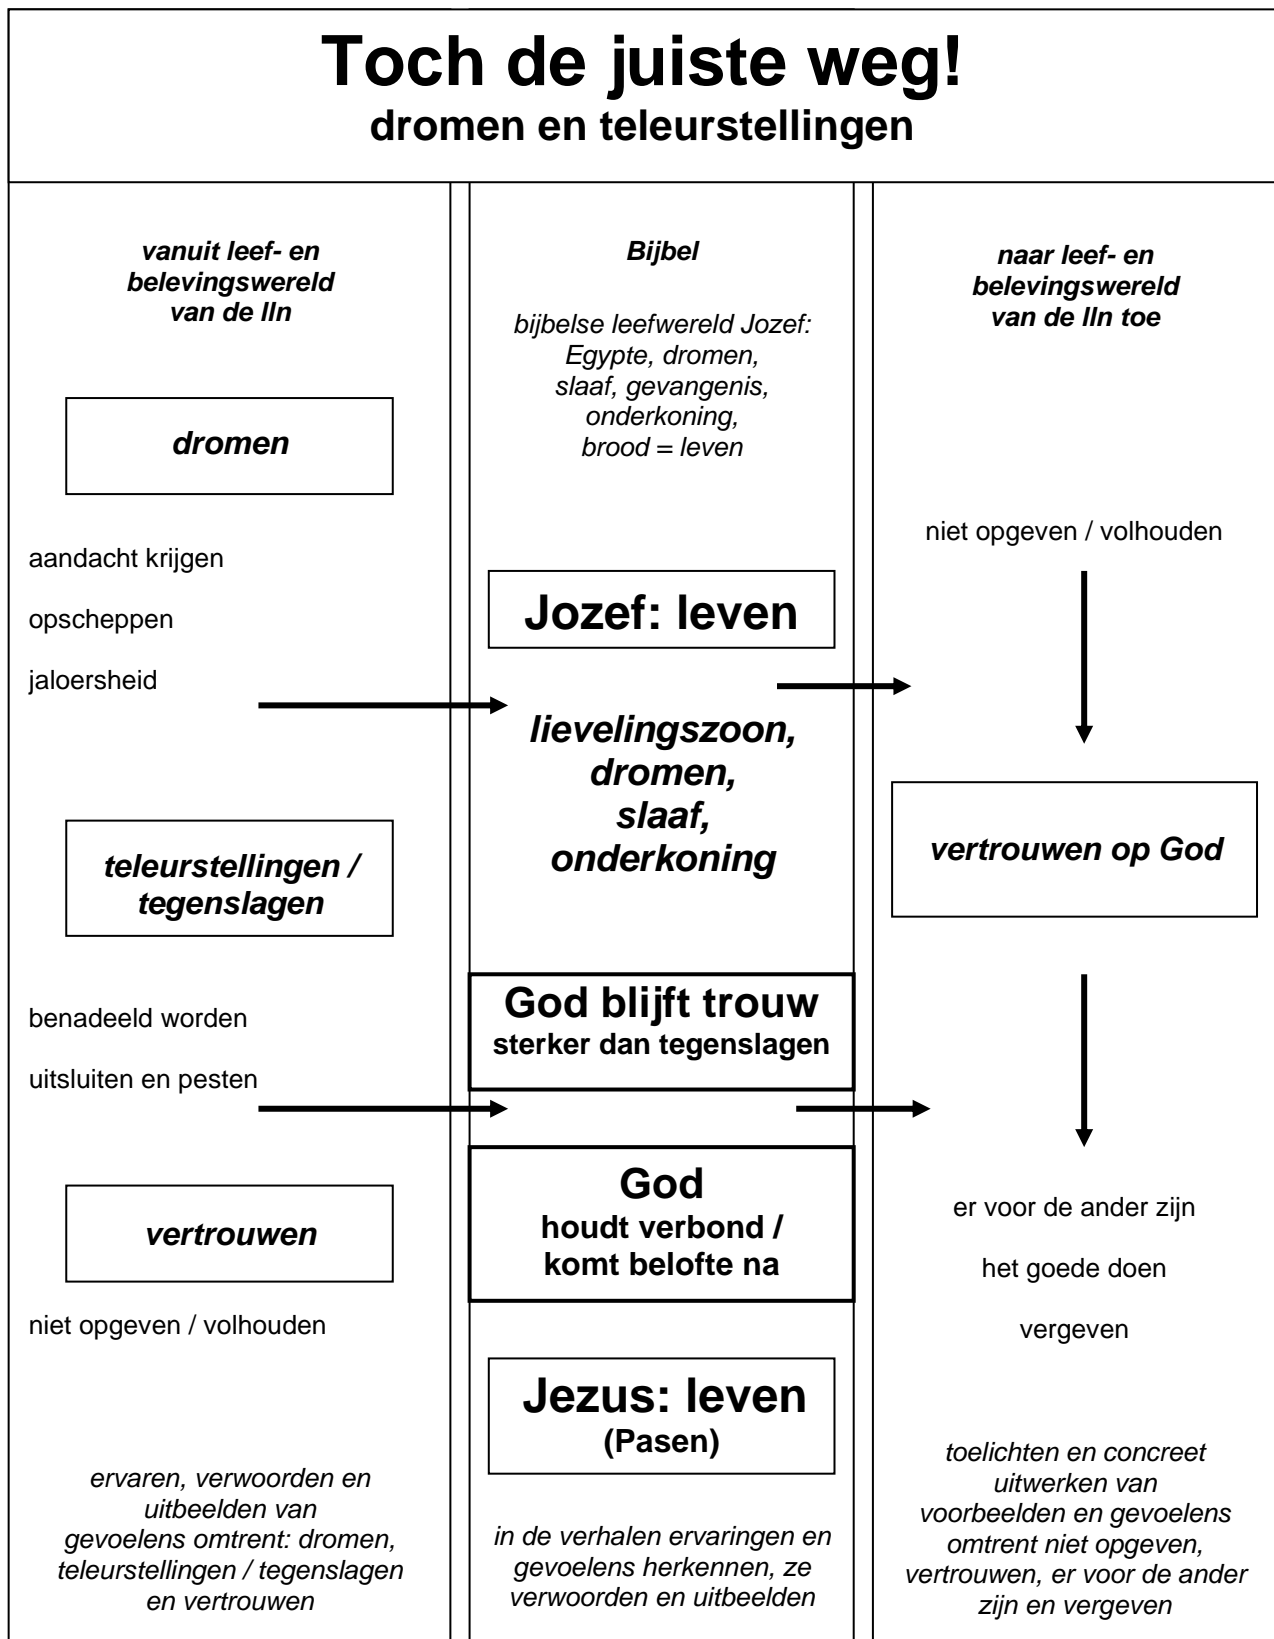 Toch de juiste weg!
dromen en teleurstellingen
vanuit leef- en
belevingswereld
van de lln
dromen
aandacht krijgen
opscheppen
jaloersheid
teleurstellingen /
tegenslagen
benadeeld worden
uitsluiten en pesten
vertrouwen
niet opgeven / volhouden
ervaren, verwoorden en
uitbeelden van
gevoelens omtrent: dromen,
teleurstellingen / tegenslagen
en vertrouwen
Bijbel
bijbelse leefwereld Jozef:
Egypte, dromen,
slaaf, gevangenis,
onderkoning,
brood = leven
Jozef: leven
lievelingszoon,
dromen,
slaaf,
onderkoning
God blijft trouw
sterker dan tegenslagen
God
houdt verbond /
komt belofte na
Jezus: leven
(Pasen)
in de verhalen ervaringen en
gevoelens herkennen, ze
verwoorden en uitbeelden
naar leef- en
belevingswereld
van de lln toe
niet opgeven / volhouden
vertrouwen op God
er voor de ander zijn
het goede doen
vergeven
toelichten en concreet
uitwerken van
voorbeelden en gevoelens
omtrent niet opgeven,
vertrouwen, er voor de ander
zijn en vergeven